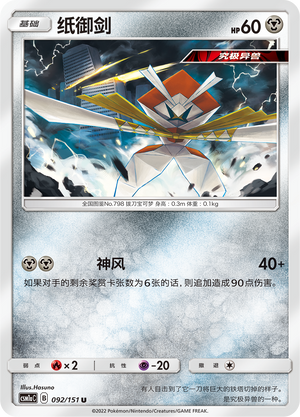 基础 纸御剑 HP60
究极异兽
全国图鉴No.798 拔刀宝可梦 身高：0.3m 体重：0.1kg
神风 40+
如果对手的剩余奖赏卡张数为6张的话，则追加造成90点伤害。
弱点 ×2 抗性 -20 撤退
Illus.Hasuno
CSM1c C 092/151 U
有人目击到了它一刀将巨大的铁塔切掉的样子。
是究极异兽的一种。
©2022 Pokémon/Nintendo/Creatures/GAME FREAK.